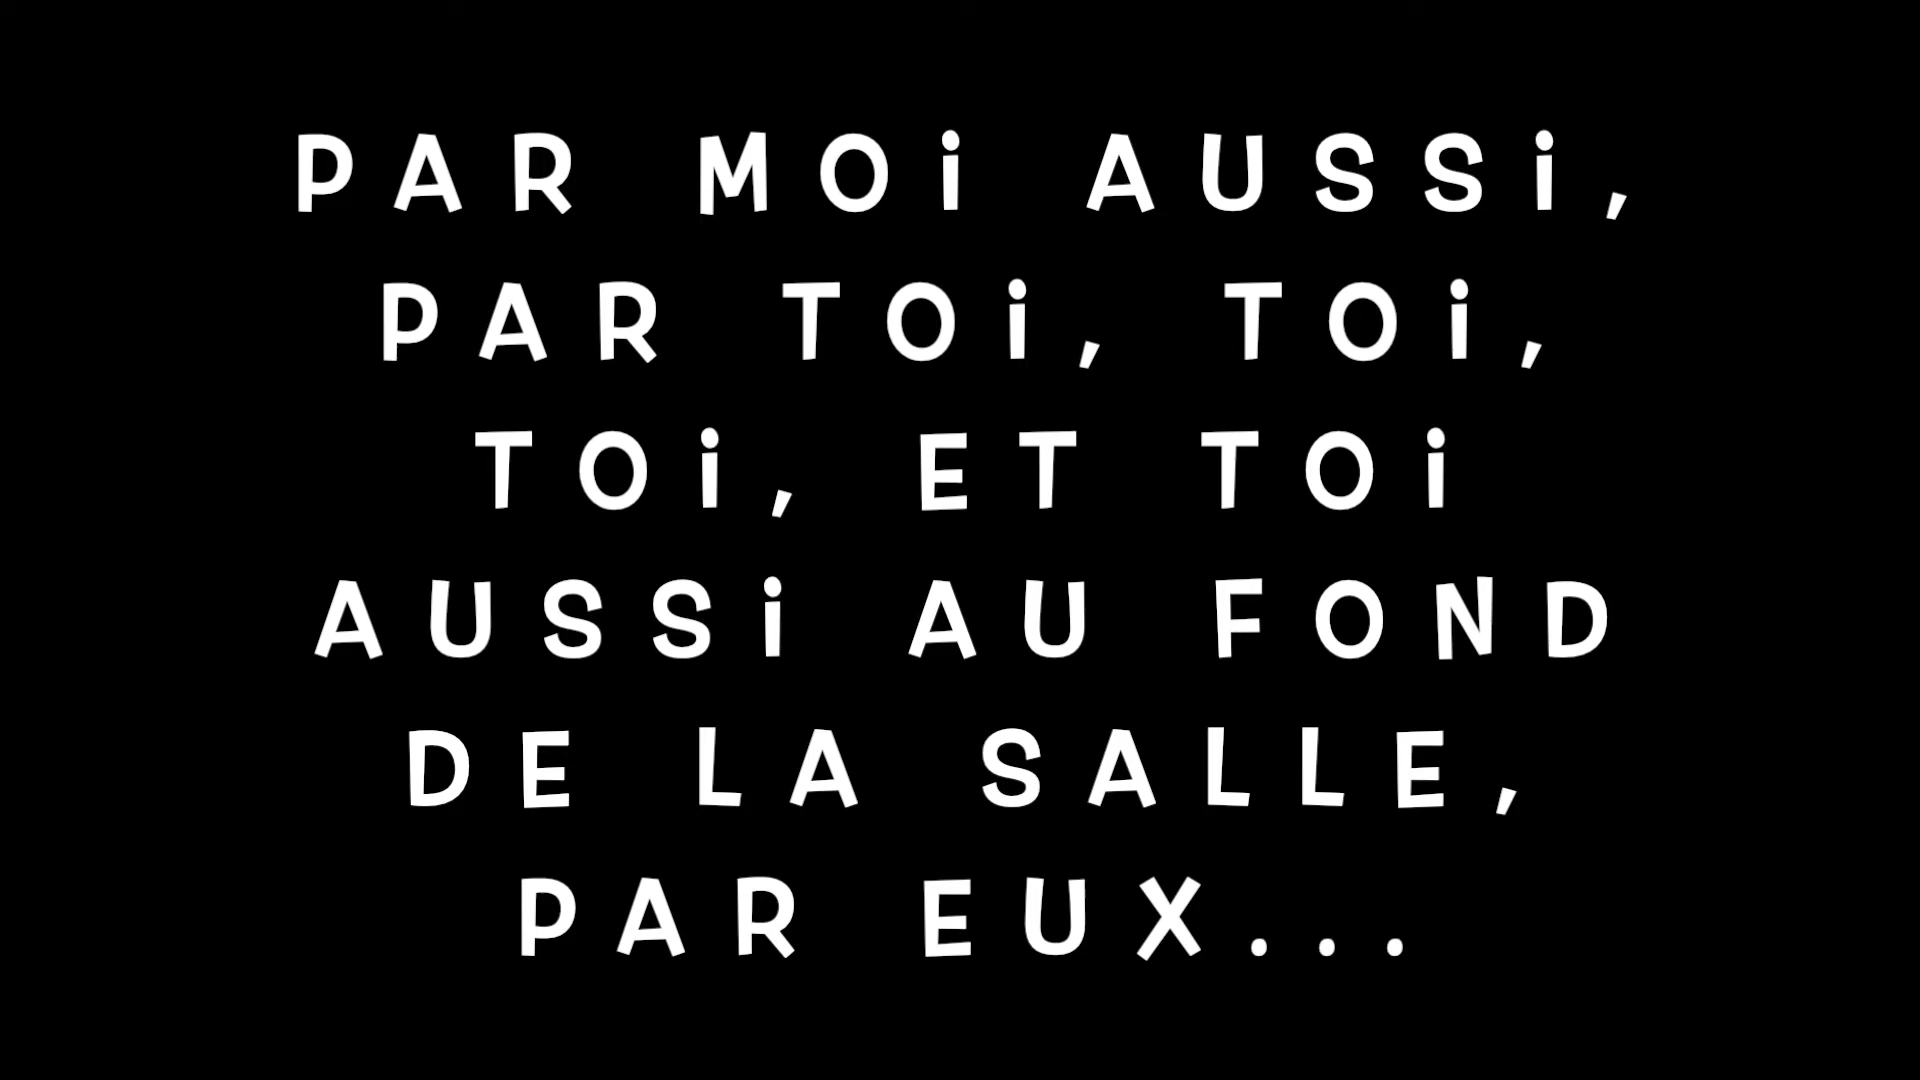 PAR MOi AUSSi,
PAR TOi, TOi,
TOi, ET TOi
AUSSi AU FOND
DE LA SALLE,
PAR EUX...